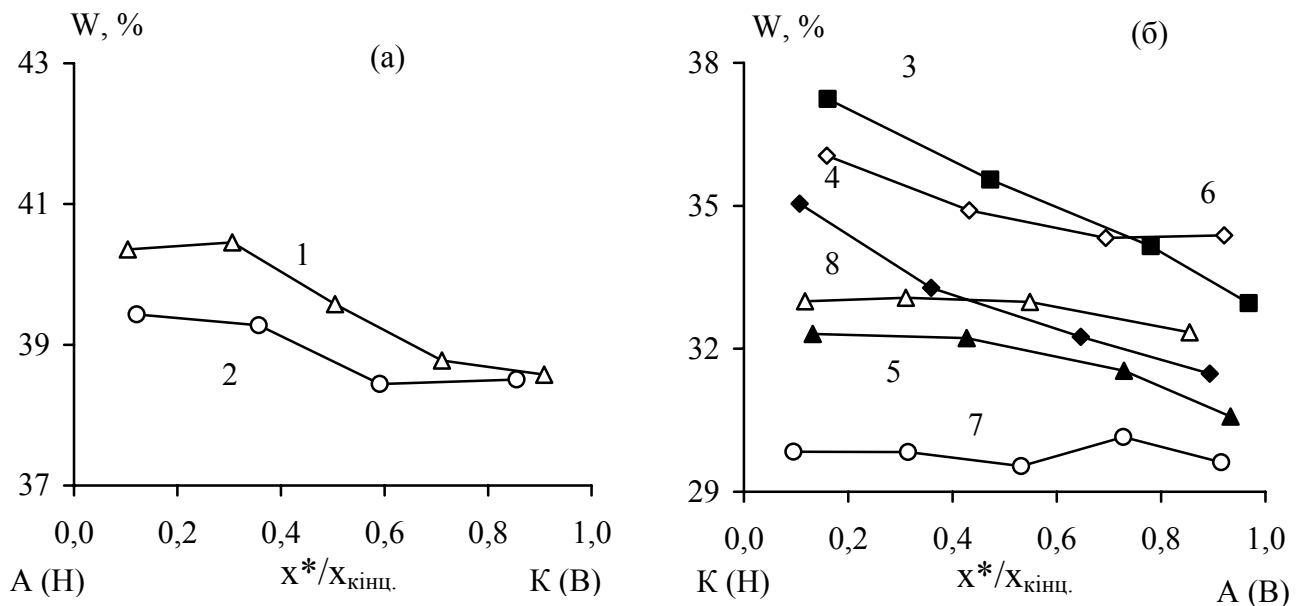 W, %
(а)
43
41
39
37
1
2
0,0 0,2 0,4 0,6 0,8 1,0
А (Н) x*/xкінц. К (В)
W, %
(б)
38
35
32
29
3
4
6
8
5
7
0,0 0,2 0,4 0,6 0,8 1,0
К (Н) x*/xкінц. А (В)